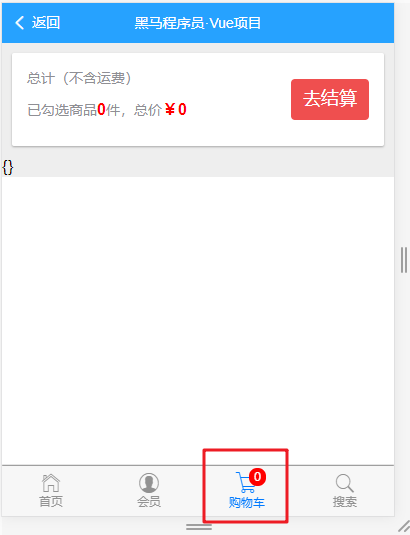 返回 黑马程序员·Vue项目
总计（不含运费）
已勾选商品0件，总价￥0
去结算
{}
0
首页 会员 购物车 搜索